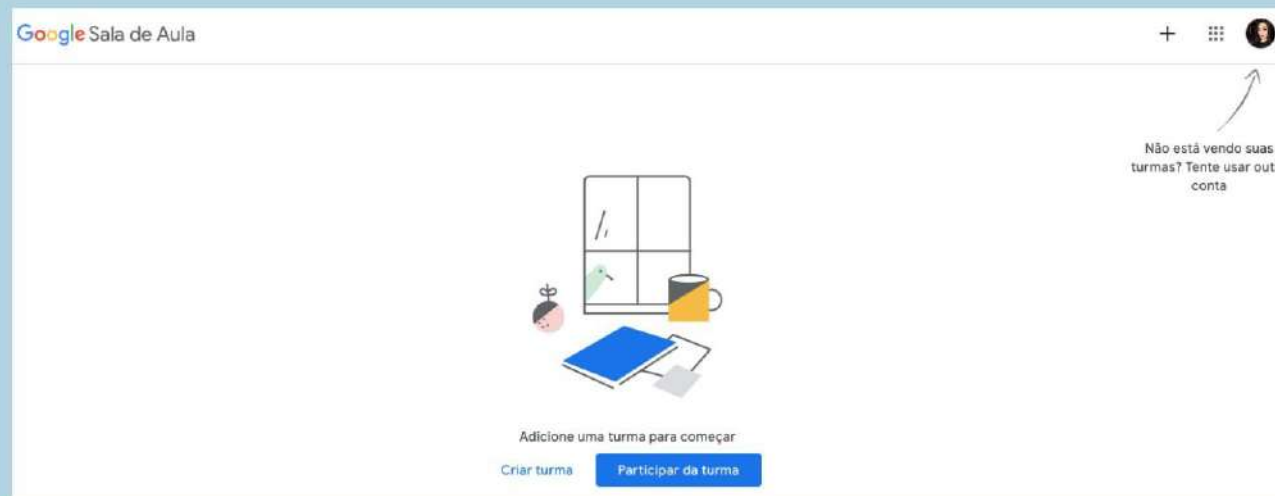 Google Sala de Aula
Não está vendo suas
turmas? Tente usar out
conta
Adicione uma turma para começar
Criar turma
Participar da turma